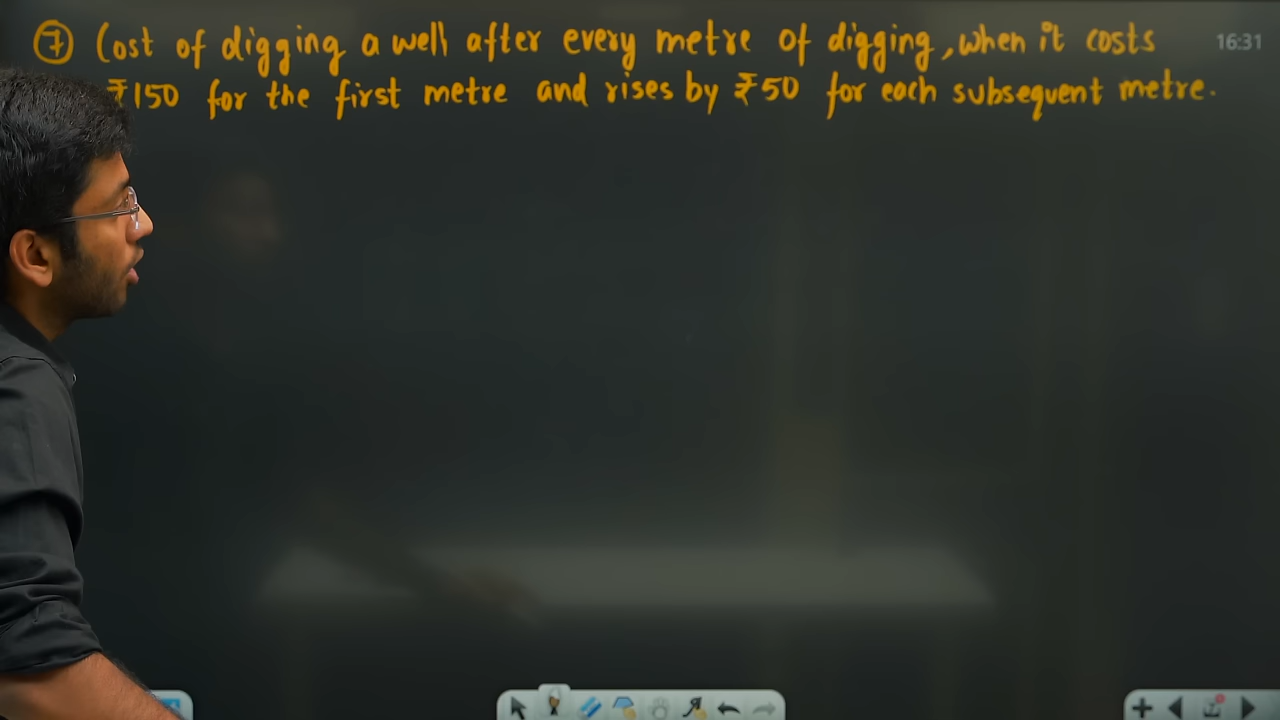 ⑦ Cost of digging a well after every metre of digging, when it costs
₹150 for the first metre and rises by ₹50 for each subsequent metre.
16:31